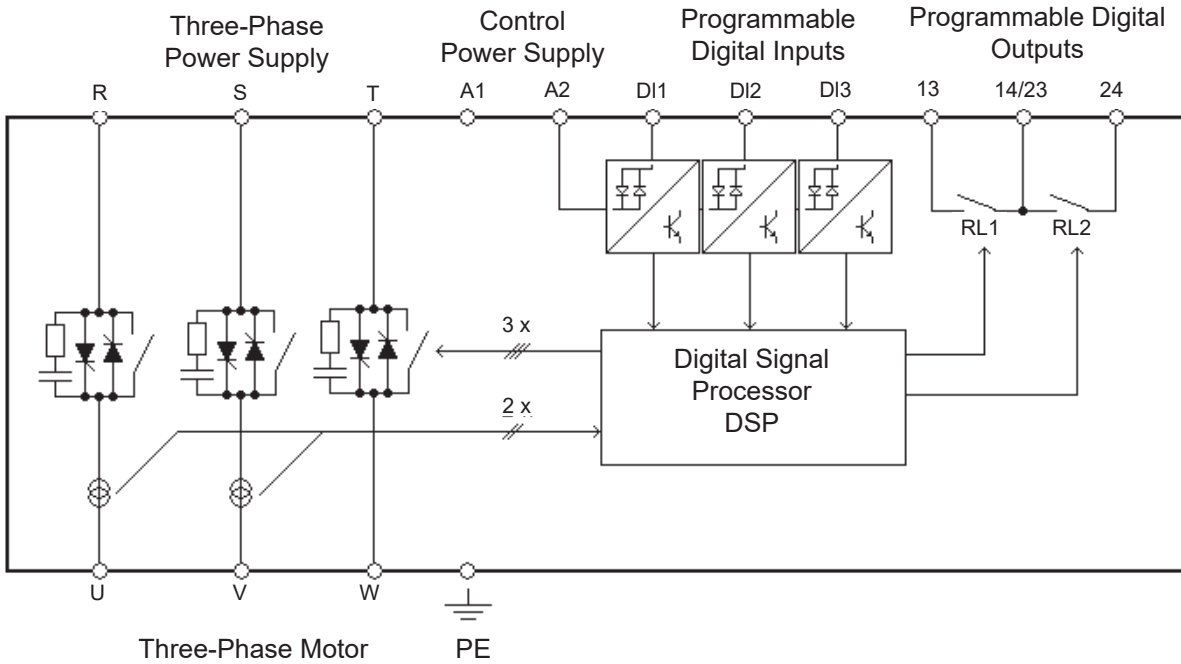 Three-Phase
Power Supply
Control
Power Supply
Programmable
Digital Inputs
Programmable Digital
Outputs
R
S
T
A1
A2
DI1
DI2
DI3
13
14/23
24
RL1
RL2
3 x
Digital Signal
Processor
DSP
2 x
U
V
W
Three-Phase Motor
PE